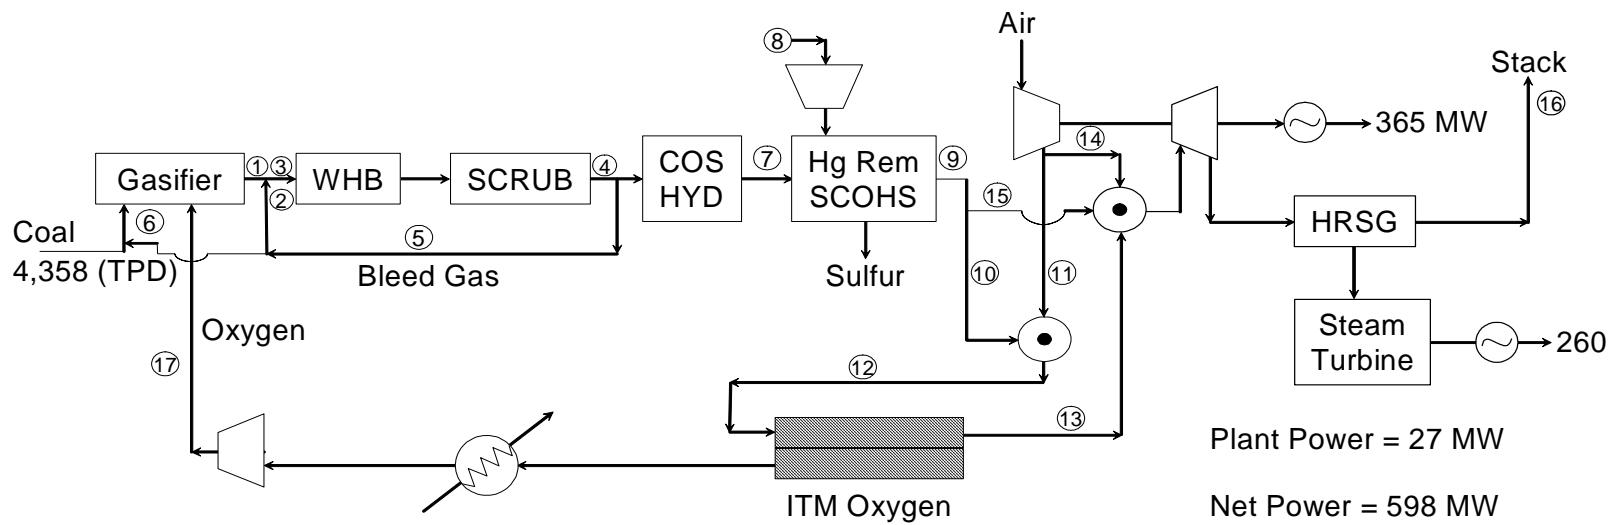 Air
Stack
8
16
365 MW
14
Gasifier
1
3
2
WHB
SCRUB
4
COS
HYD
7
Hg Rem
SCOHS
9
15
6
Coal
4,358 (TPD)
5
Bleed Gas
Sulfur
10
11
HRSG
Oxygen
17
Steam
Turbine
260
12
13
ITM Oxygen
Plant Power = 27 MW
Net Power = 598 MW